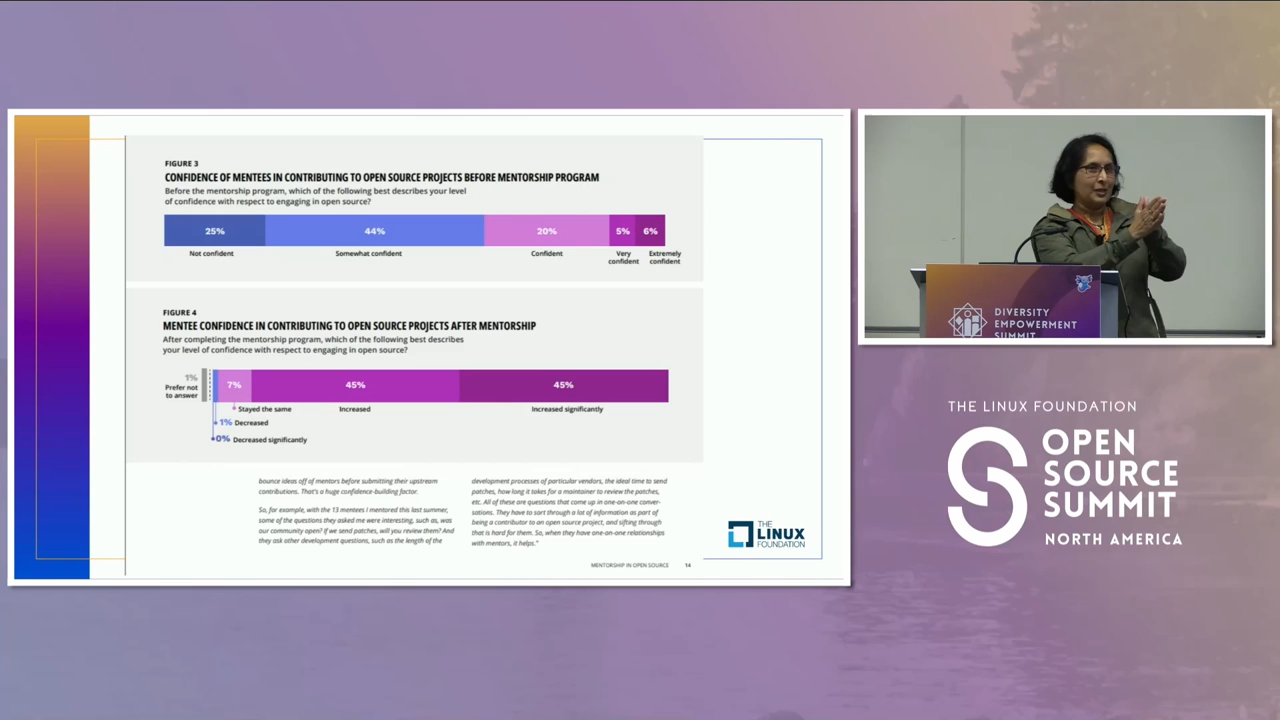 FIGURE 3
CONFIDENCE OF MENTEES IN CONTRIBUTING TO OPEN SOURCE PROJECTS BEFORE MENTORSHIP PROGRAM
Before the mentorship program, which of the following best describes your level
of confidence with respect to engaging in open source?
25%
44%
20%
5%
6%
Not confident
Somewhat confident
Confident
Very
confident
Extremely
confident
FIGURE 4
MENTEE CONFIDENCE IN CONTRIBUTING TO OPEN SOURCE PROJECTS AFTER MENTORSHIP
After completing the mentorship program, which of the following best describes
your level of confidence with respect to engaging in open source?
1%
Prefer not
to answer
7%
45%
45%
Stayed the same
Increased
Increased significantly
1% Decreased
0% Decreased significantly
bounce ideas off of mentors before submitting their upstream
contributions. That's a huge confidence-building factor.
So, for example, with the 13 mentees I mentored this last summer,
some of the questions they asked me were interesting, such as, was
our community open? if we send patches, will you review them? And
they ask other development questions, such as the length of the
development processes of particular vendors, the ideal time to send
patches, how long it takes for a maintainer to review the patches,
etc. All of these are questions that come up in one-on-one conver-
sations. They have to sort through a lot of information as part of
being a contributor to an open source project, and sifting through
that is hard for them. So, when they have one-on-one relationships
with mentors, it helps."
THE
LINUX
FOUNDATION
MENTORSHIP IN OPEN SOURCE 14
DIVERSITY
EMPOWERMENT
SUMMIT
THE LINUX FOUNDATION
OPEN
SOURCE
SUMMIT
NORTH AMERICA